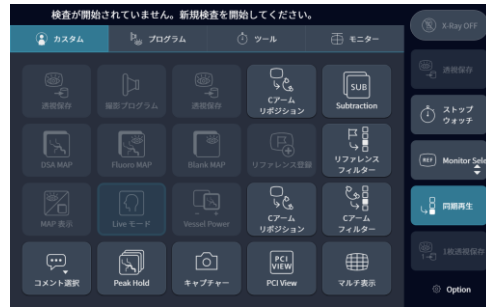 検査が開始されていません。新規検査を開始してください。
カスタム
プログラム
ツール
モニター
透視保存
撮影プログラム
透視保存
Cアーム
リポジション
SUB
Subtraction
DSA MAP
Fluoro MAP
Blank MAP
リファレンス登録
リファレンス
フィルター
MAP 表示
Live モード
Vessel Power
Cアーム
リポジション
Cアーム
フィルター
コメント選択
Peak Hold
キャプチャー
PCI
VIEW
PCI View
マルチ表示
X-Ray OFF
透視保存
ストップ
ウォッチ
REF
Monitor Sele
同期再生
1枚透視保存
Option